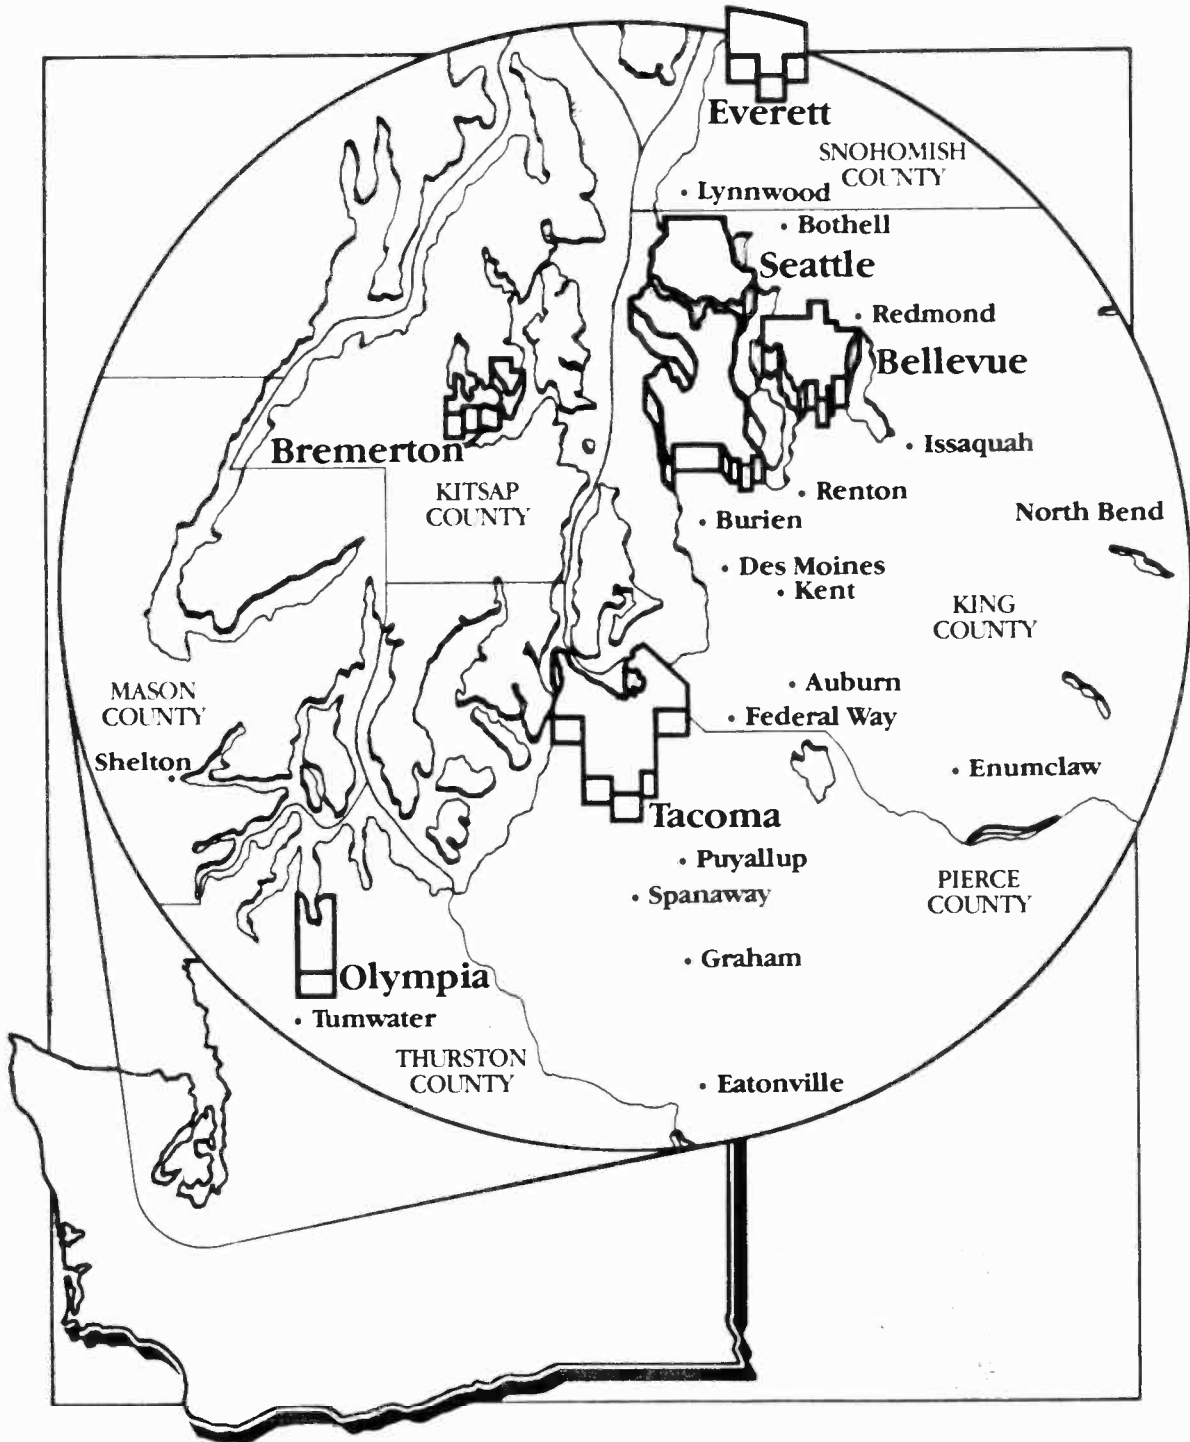 Everett
SNOHOMISH
COUNTY
Lynnwood
Bothell
Seattle
Redmond
Bellevue
Issaquah
Bremerton
KITSAP
COUNTY
Renton
North Bend
Burien
Des Moines
Kent
KING
COUNTY
MASON
COUNTY
Auburn
Federal Way
Shelton
Enumclaw
Tacoma
Puyallup
PIERCE
COUNTY
Spanaway
Graham
Olympia
Tumwater
THURSTON
COUNTY
Eatonville